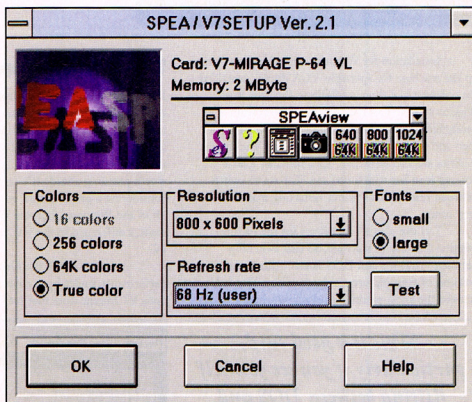 SPEA / V7SETUP Ver. 2.1
Card: V7-MIRAGE P-64 VL
Memory: 2 MByte
SPEAview
640 800 1024
64K 64K 64K
Colors
16 colors
256 colors
64K colors
True color
Resolution
800 x 600 Pixels
Fonts
small
large
Refresh rate
68 Hz (user)
Test
OK
Cancel
Help